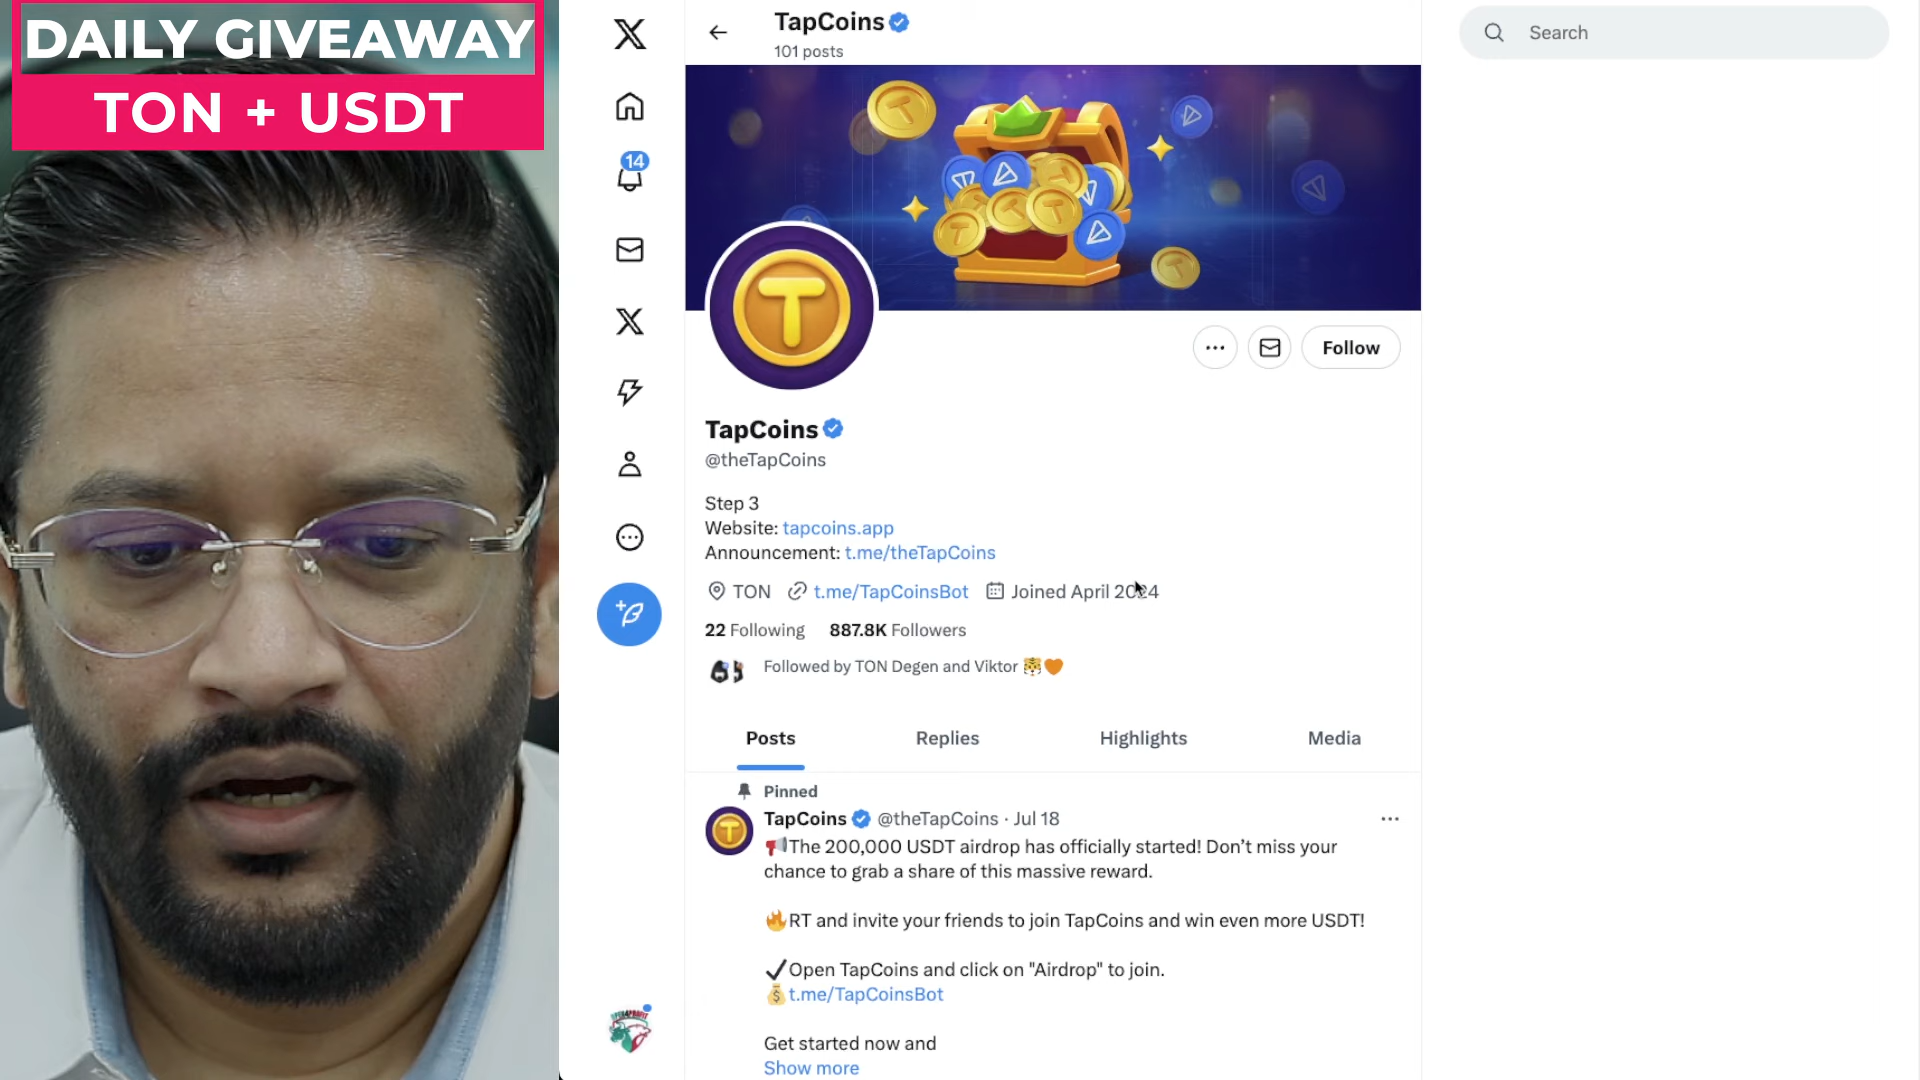 DAILY GIVEAWAY
TON + USDT
14
TapCoins
101 posts
Search
Follow
TapCoins
@theTapCoins
Step 3
Website: tapcoins.app
Announcement: t.me/theTapCoins
TON t.me/TapCoinsBot Joined April 2024
22 Following 887.8K Followers
Followed by TON Degen and Viktor 🐯🧡
Posts Replies Highlights Media
Pinned
TapCoins @theTapCoins · Jul 18
📢The 200,000 USDT airdrop has officially started! Don’t miss your
chance to grab a share of this massive reward.
🔥RT and invite your friends to join TapCoins and win even more USDT!
✔️Open TapCoins and click on "Airdrop" to join.
💰t.me/TapCoinsBot
Get started now and
Show more